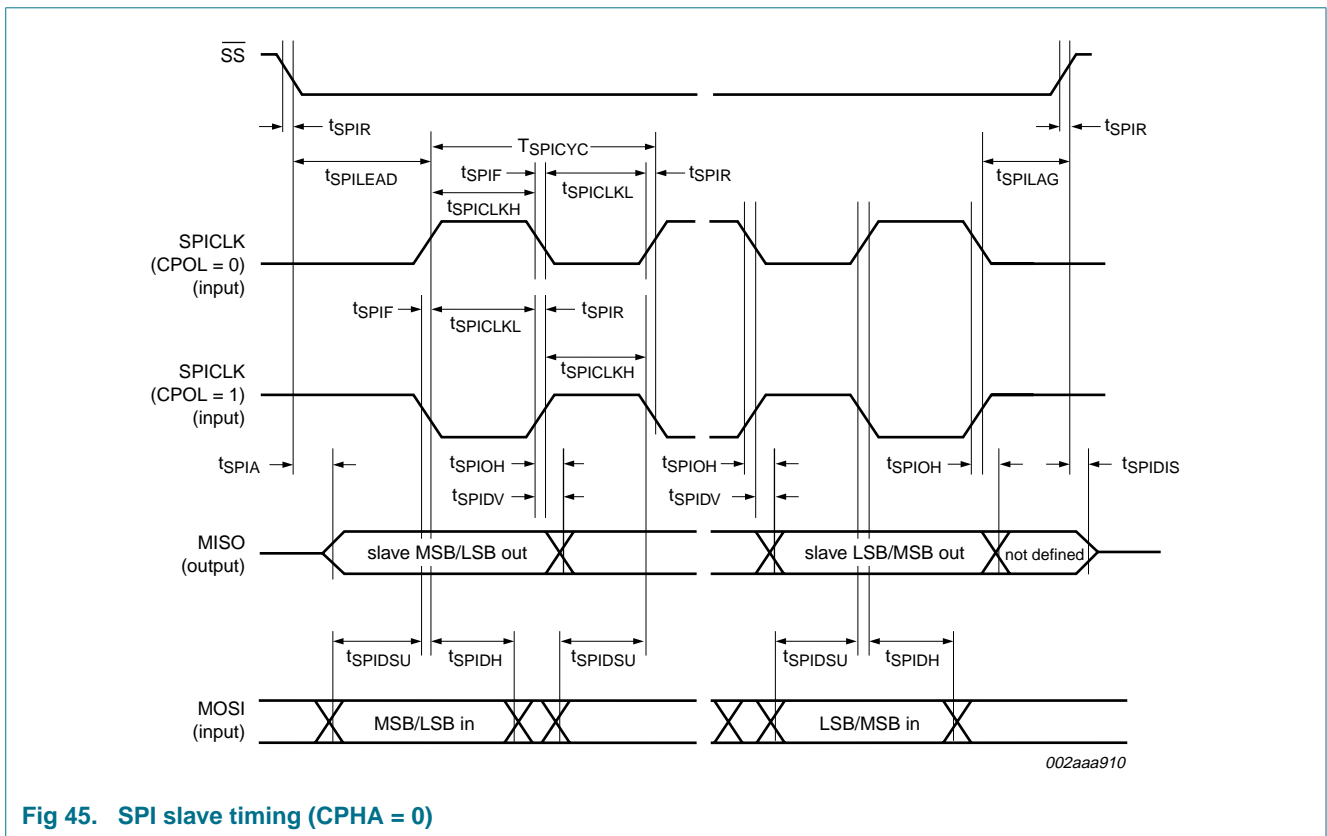 SS
tSPIR
tSPIR
TSPICYC
tSPILEAD
tSPIF
tSPICLKL
tSPIR
tSPILAG
tSPICLKH
SPICLK
(CPOL = 0)
(input)
tSPIF
tSPICLKL
tSPIR
tSPICLKH
SPICLK
(CPOL = 1)
(input)
tSPIA
tSPIOH
tSPIOH
tSPIOH
tSPIDIS
tSPIDV
tSPIDV
MISO
(output)
slave MSB/LSB out
slave LSB/MSB out
not defined
tSPIDSU
tSPIDH
tSPIDSU
tSPIDSU
tSPIDH
MOSI
(input)
MSB/LSB in
LSB/MSB in
002aaa910
Fig 45. SPI slave timing (CPHA = 0)